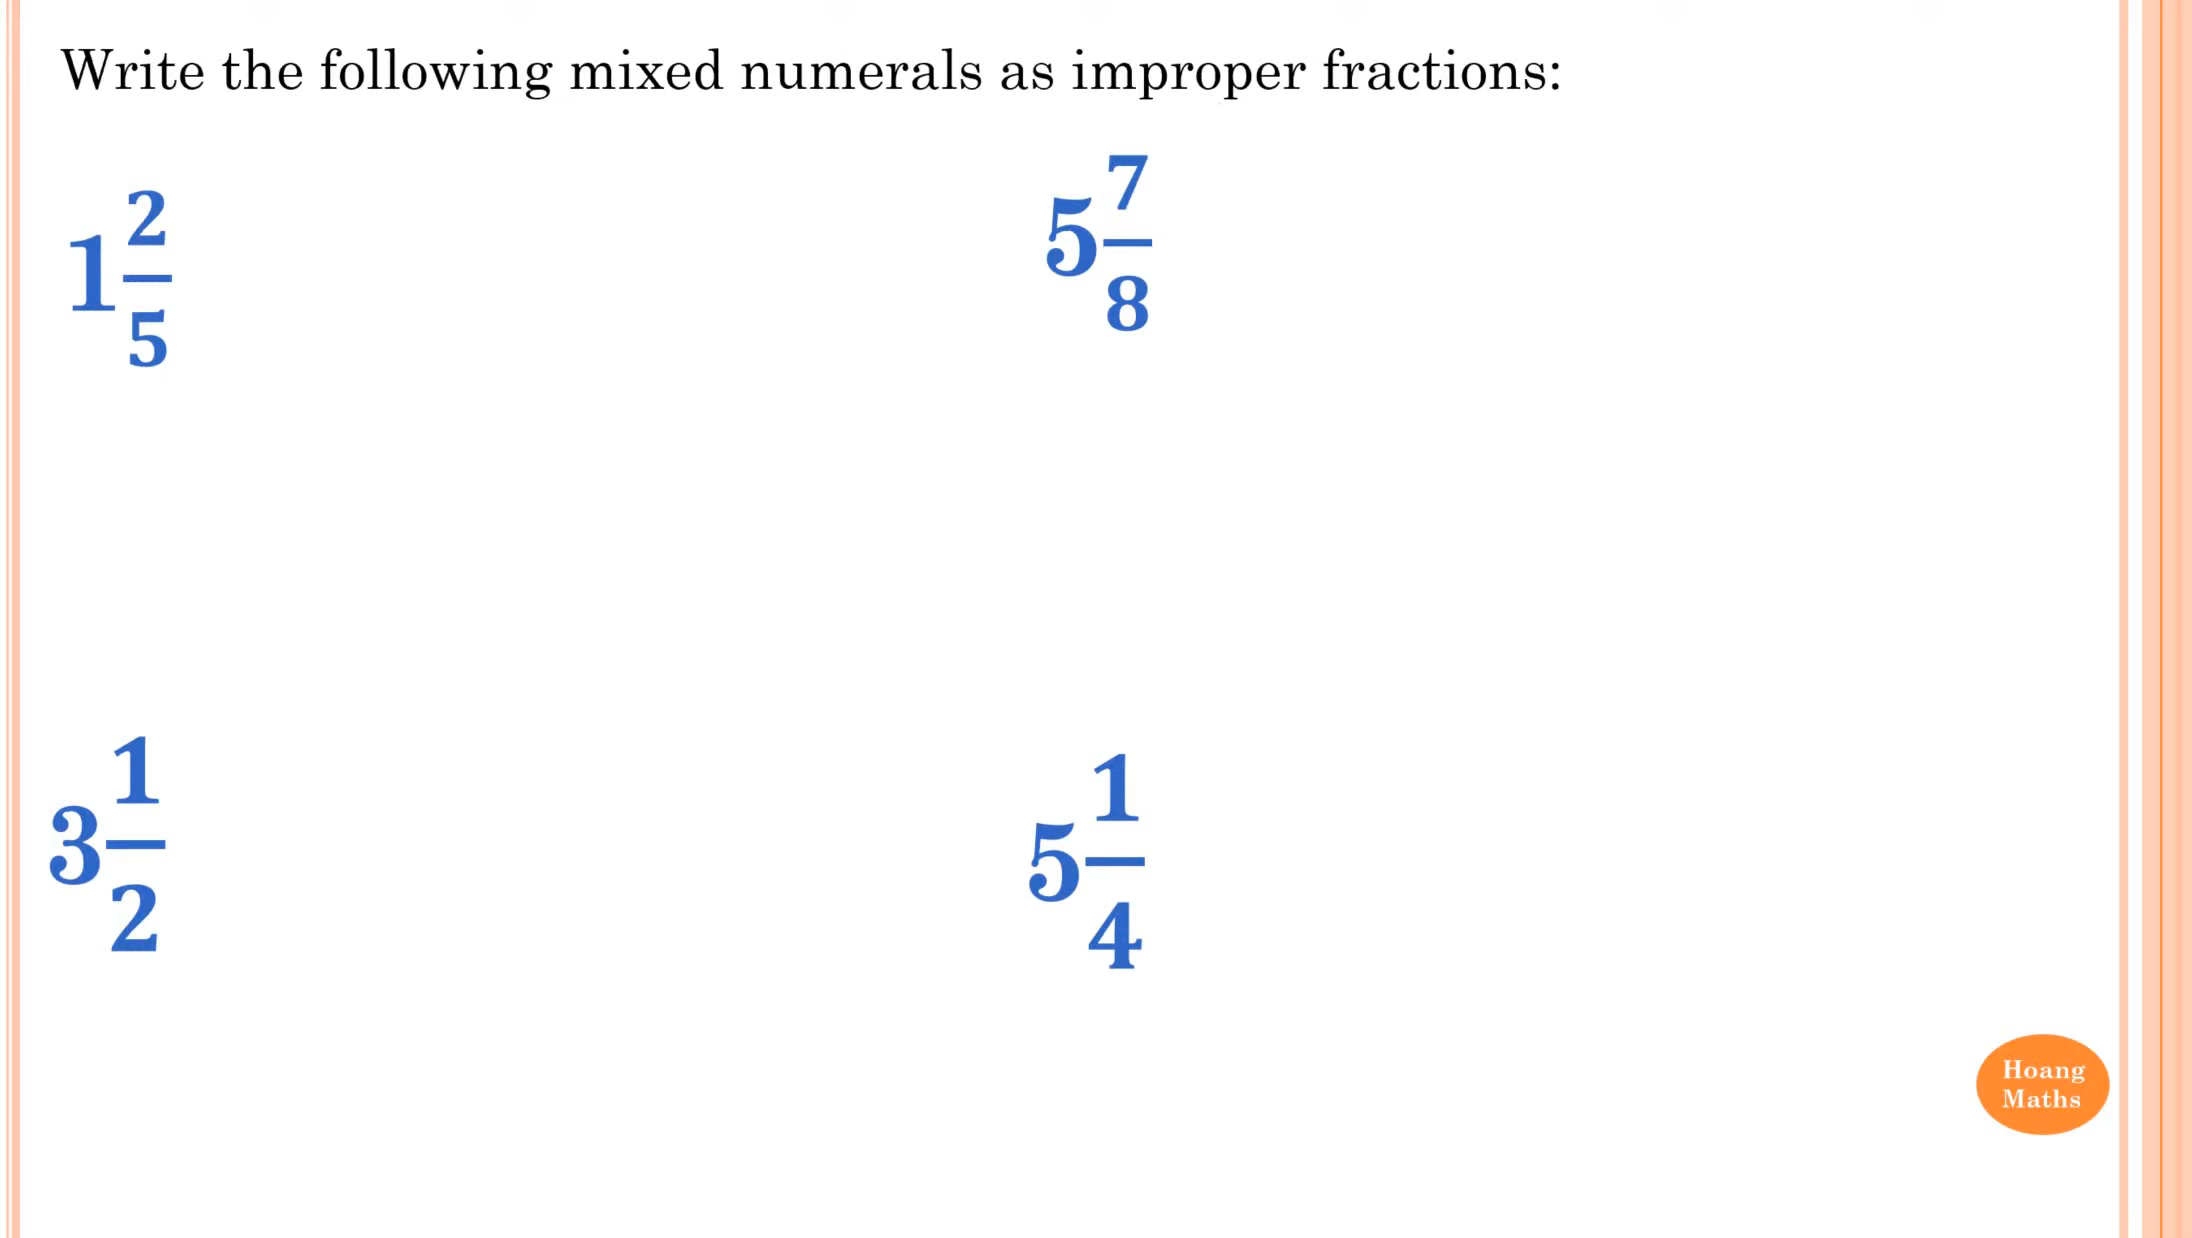 Write the following mixed numerals as improper fractions:
1 2/5
5 7/8
3 1/2
5 1/4
Hoang
Maths